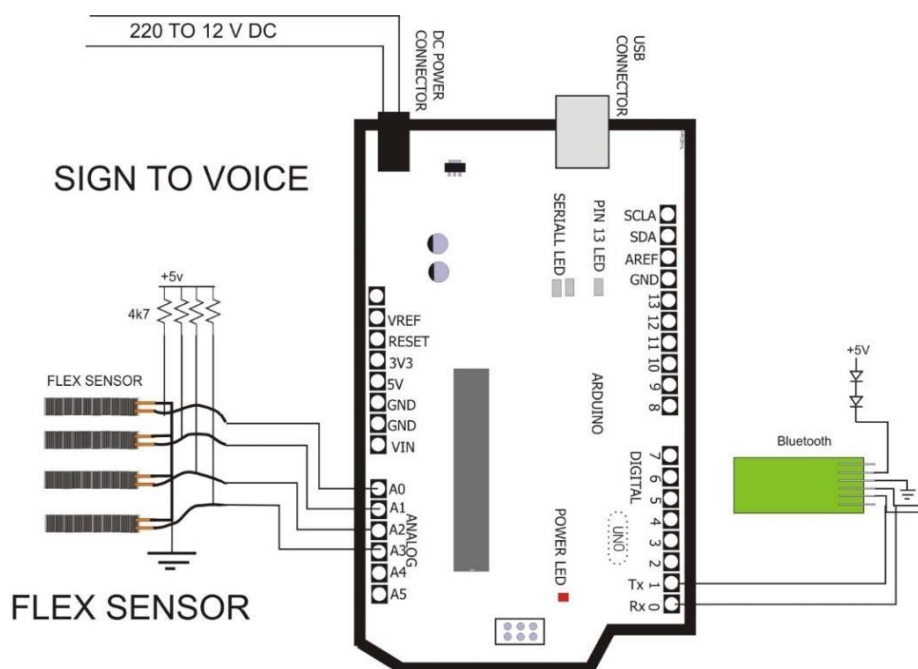 220 TO 12 V DC
DC POWER
CONNECTOR
USB
CONNECTOR
SIGN TO VOICE
SERIALL LED
PIN 13 LED
SCLA
SDA
AREF
GND
13
12
11
10
9
8
+5v
4k7
VREF
RESET
3V3
5V
GND
GND
VIN
FLEX SENSOR
ARDUINO
+5V
Bluetooth
7
6
5
4
3
2
Tx 1
Rx 0
DIGITAL
A0
A1
A2
A3
A4
A5
ANALOG
UNO
POWER LED
FLEX SENSOR